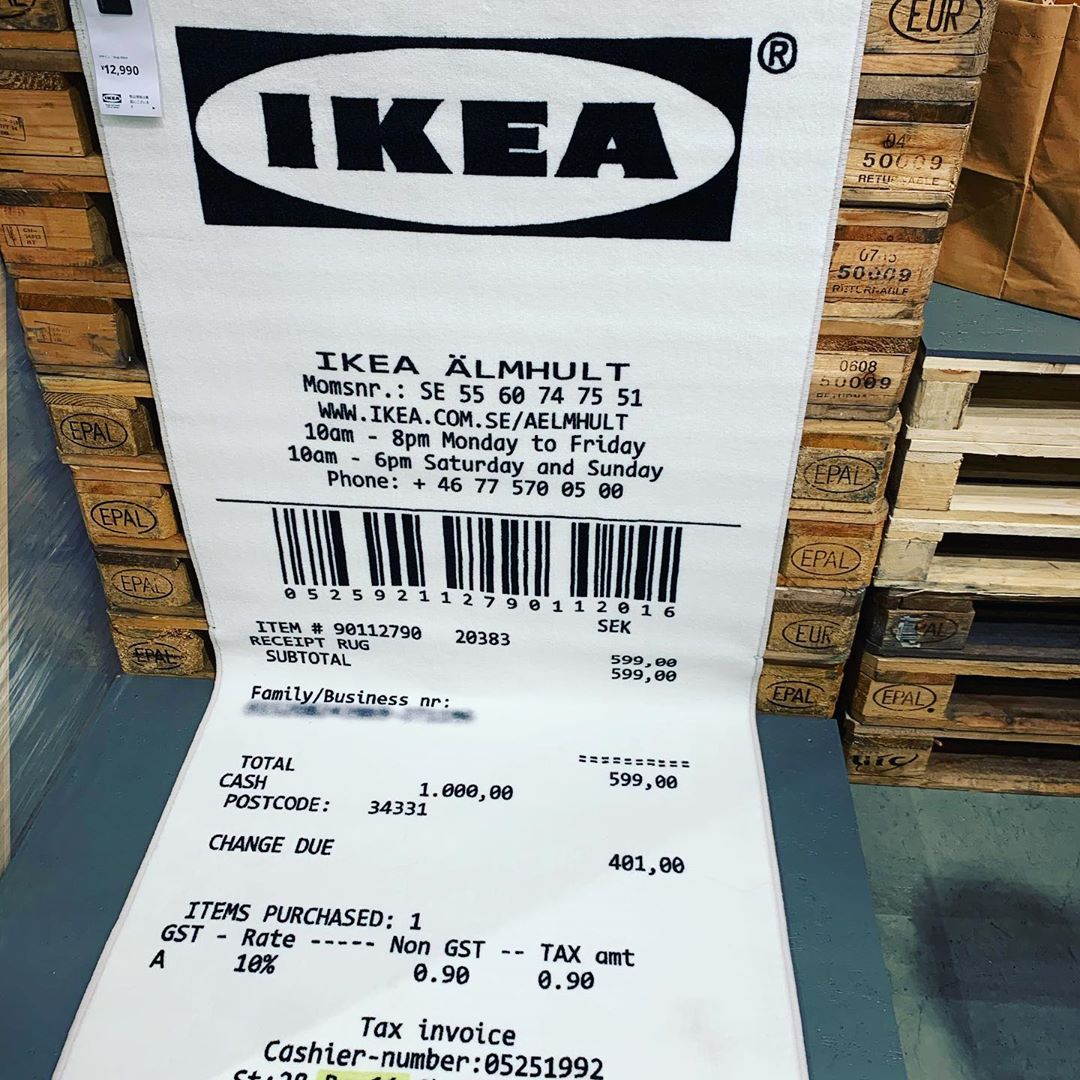 ¥12,990
IKEA
IKEA®
IKEA ÄLMHULT
Momsnr.: SE 55 60 74 75 51
WWW.IKEA.COM.SE/AELMHULT
10am - 8pm Monday to Friday
10am - 6pm Saturday and Sunday
Phone: + 46 77 570 05 00
052592112790112016
SEK
ITEM # 90112790 20383
RECEIPT RUG 599,00
SUBTOTAL 599,00
Family/Business nr:
==========
TOTAL 599,00
CASH 1.000,00
POSTCODE: 34331
CHANGE DUE 401,00
ITEMS PURCHASED: 1
GST - Rate ----- Non GST -- TAX amt
A 10% 0.90 0.90
Tax invoice
Cashier-number:05251992
EPAL
EPAL
EPAL
EPAL
EUR
04
50009
RETURNABLE
50009
RETURNABLE
0608
50009
EPAL
EPAL
EUR
EPAL
EPAL
EPAL